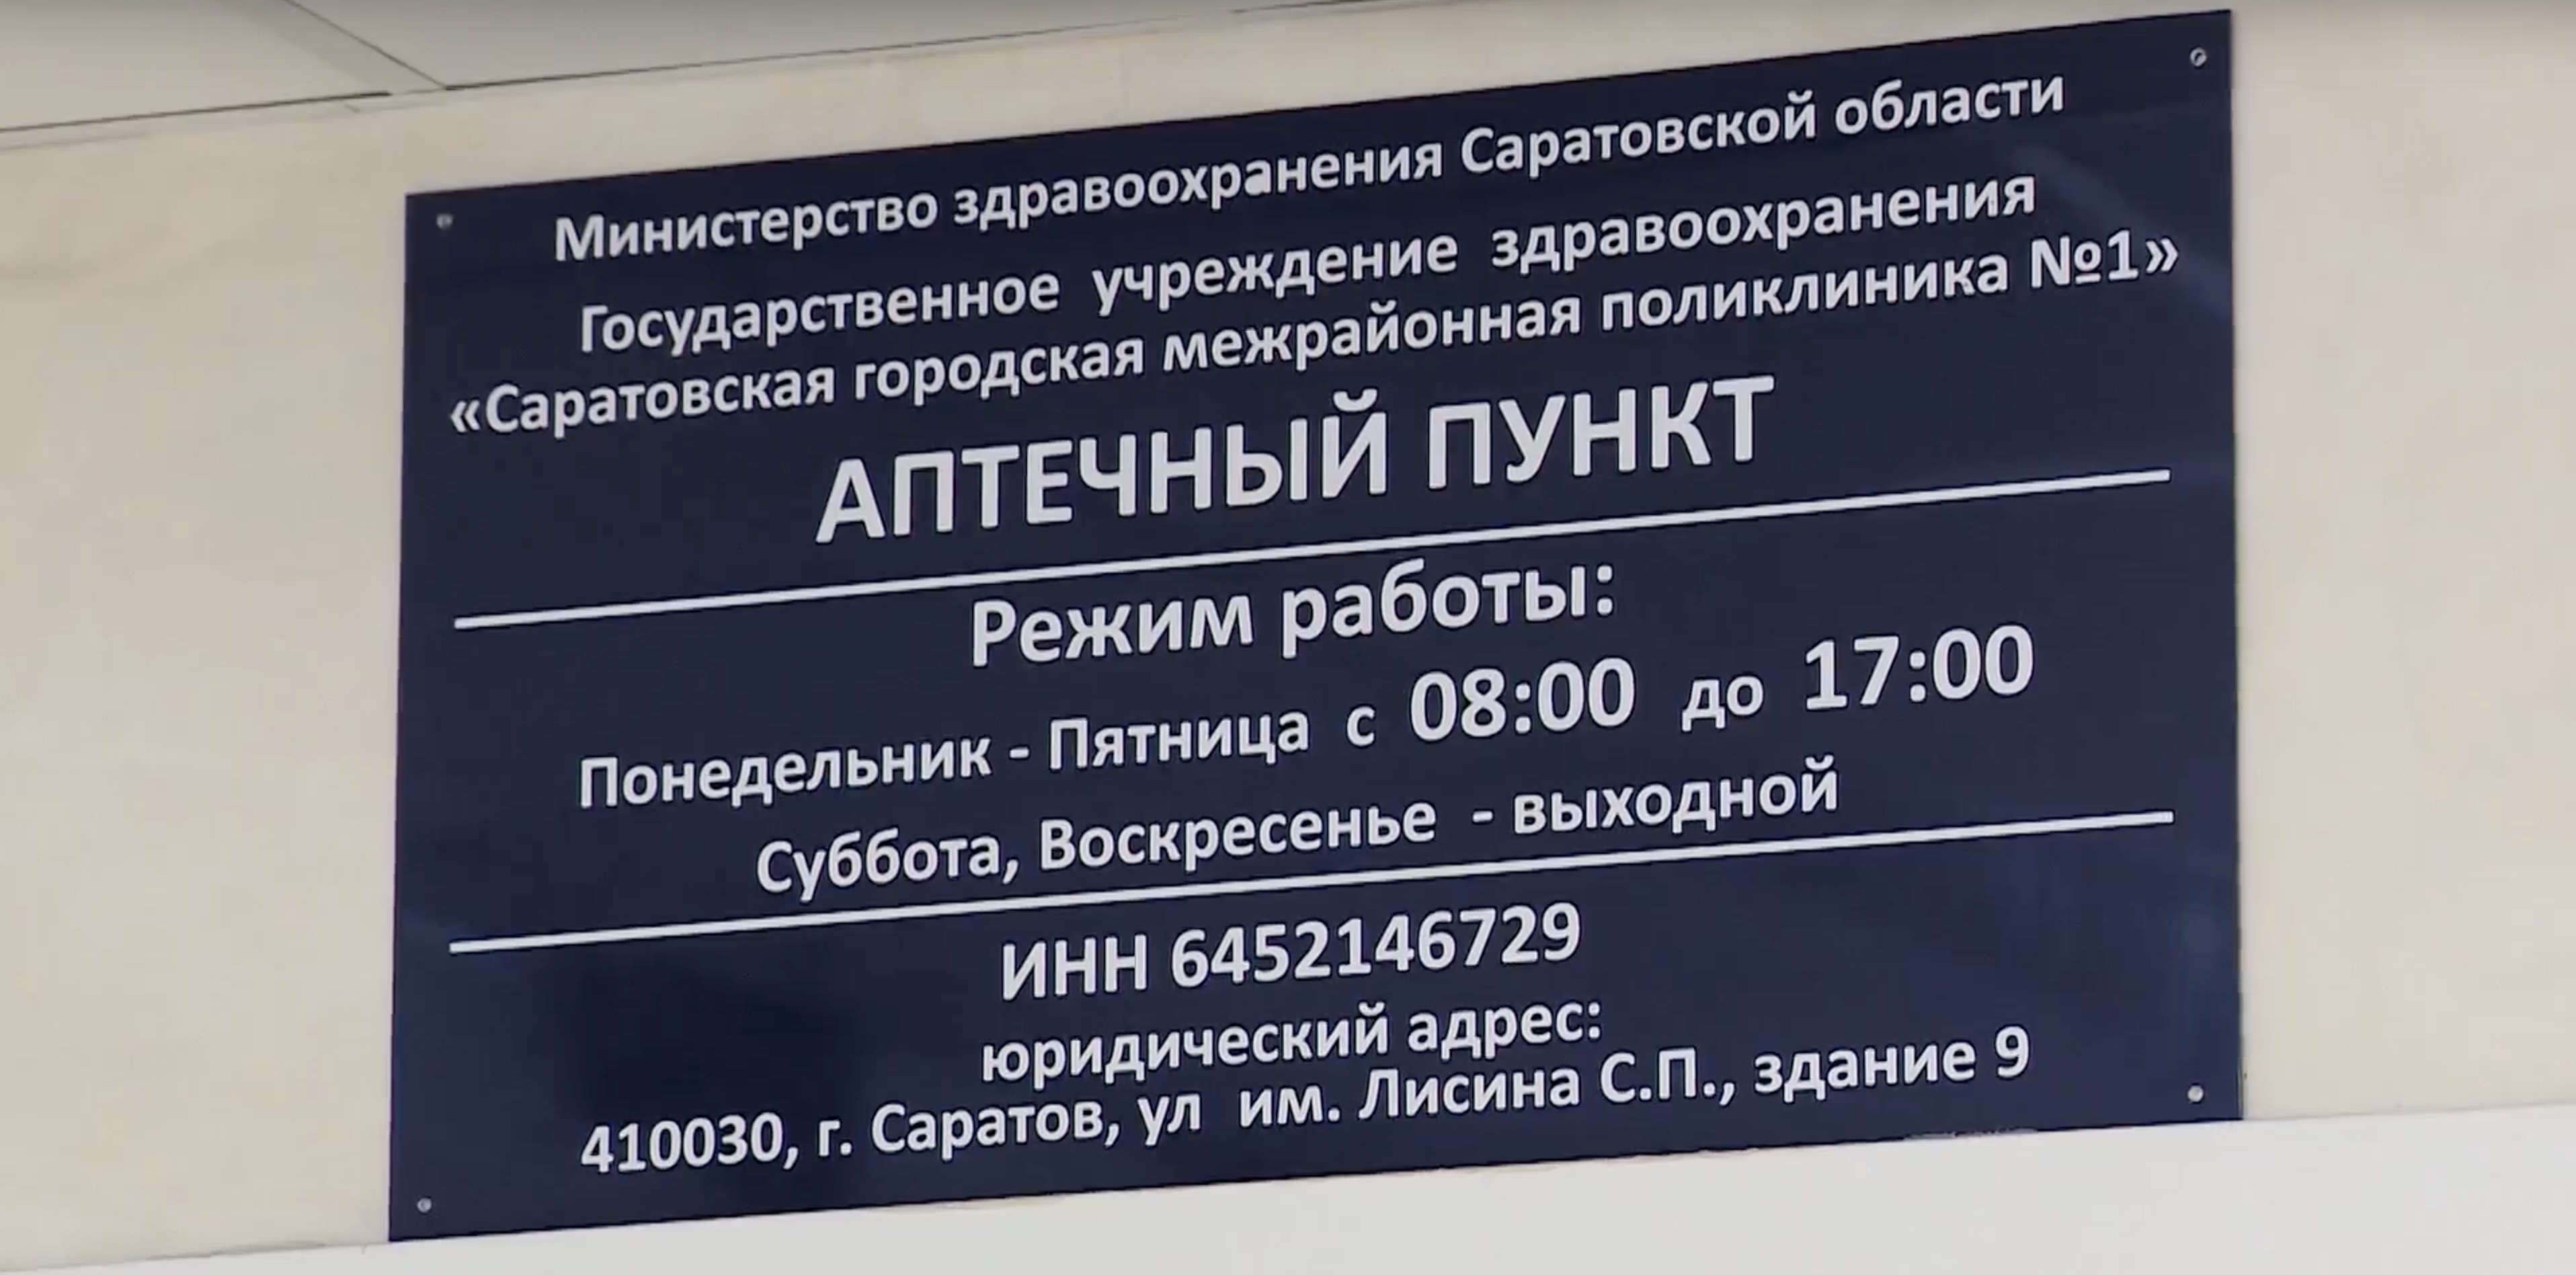 Министерство здравоохранения Саратовской области
Государственное учреждение здравоохранения
«Саратовская городская межрайонная поликлиника №1»
АПТЕЧНЫЙ ПУНКТ
Режим работы:
Понедельник - Пятница с 08:00 до 17:00
Суббота, Воскресенье - выходной
ИНН 6452146729
юридический адрес:
410030, г. Саратов, ул им. Лисина С.П., здание 9